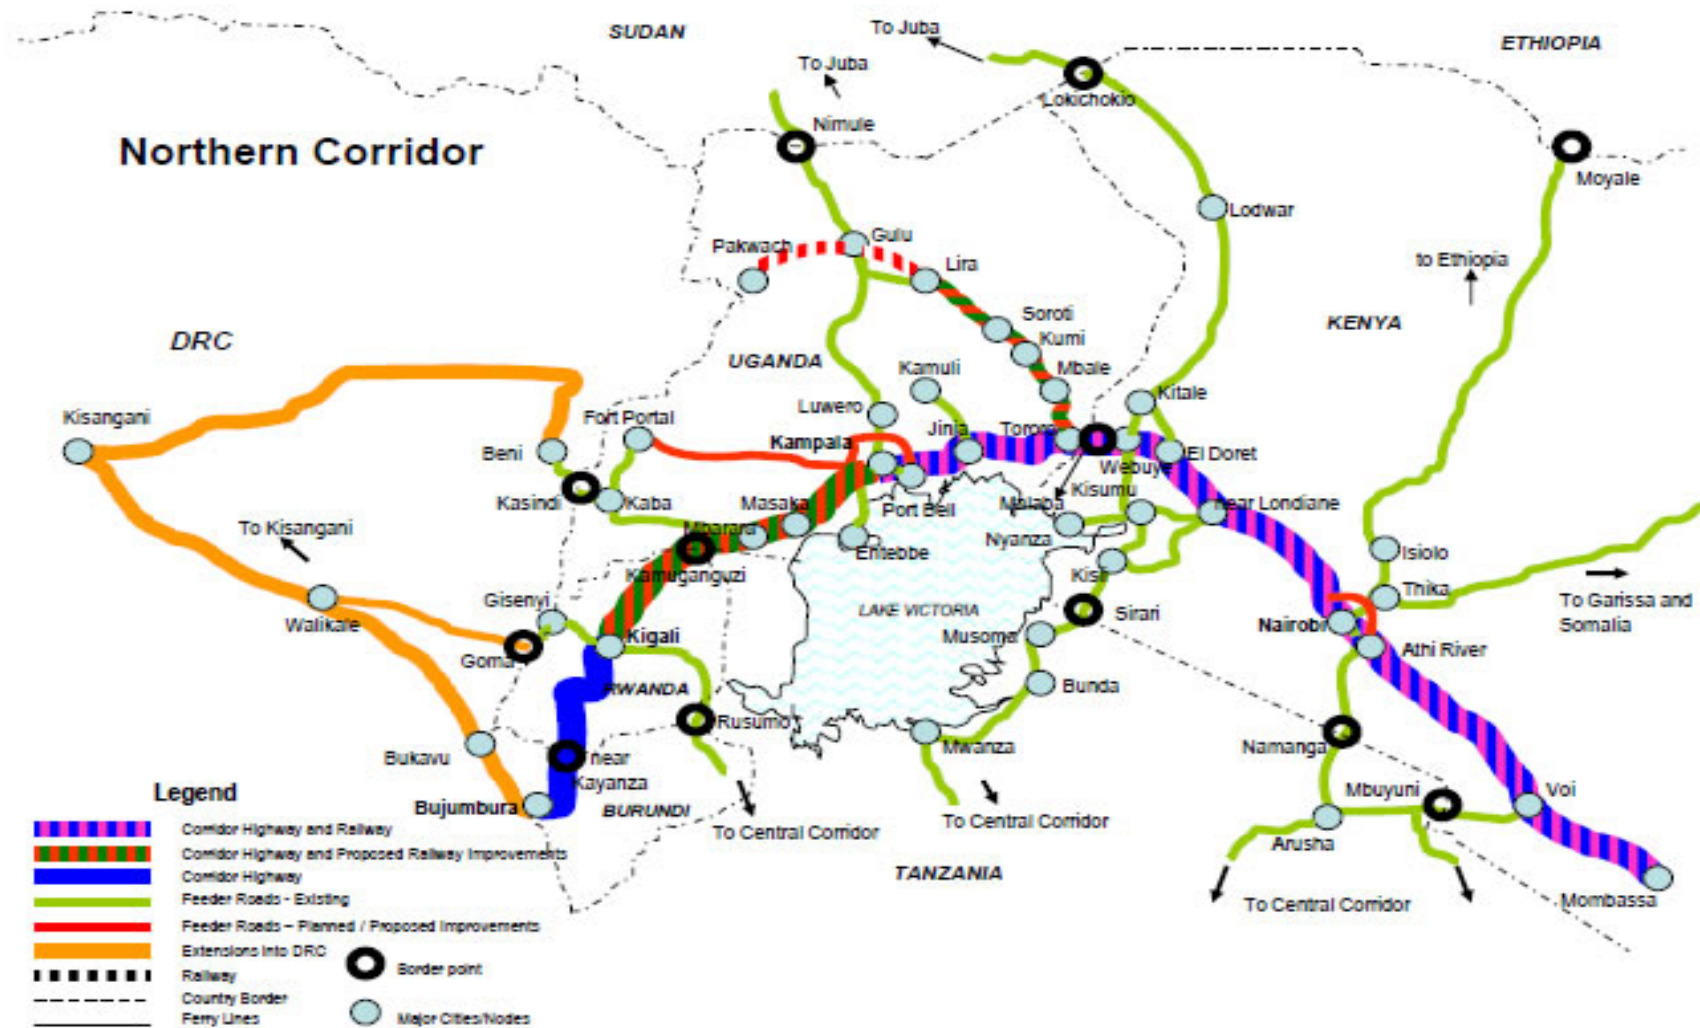 SUDAN
To Juba
ETHIOPIA
To Juba
Lokichokio
Nimule
Northern Corridor
Moyale
Lodwar
Pakwach
Gulu
Lira
to Ethiopia
Soroti
KENYA
DRC
Kumi
UGANDA
Kamuli
Mbale
Kitale
Kisangani
Fort Portal
Luwero
Kampala
Jinja
Tororo
Beni
Webuye
El Doret
Kasindi
Kaba
Masaka
Port Bell
Malaba
Kisumu
near Londiane
To Kisangani
Mbarara
Entebbe
Nyanza
Isiolo
Kamuganguzi
Kisii
Thika
Gisenyi
LAKE VICTORIA
Sirari
To Garissa and
Somalia
Walikale
Kigali
Musoma
Nairobi
Athi River
Goma
RWANDA
Bunda
Rusumo
Mwanza
Namanga
Bukavu
near
Kayanza
Mbuyuni
Voi
Legend
Bujumbura
BURUNDI
To Central Corridor
To Central Corridor
Arusha
Corridor Highway and Railway
Corridor Highway and Proposed Railway Improvements
TANZANIA
Corridor Highway
Mombassa
Feeder Roads - Existing
To Central Corridor
Feeder Roads – Planned / Proposed Improvements
Extensions into DRC
Railway
Border point
Country Border
Ferry Lines
Major Cities/Nodes